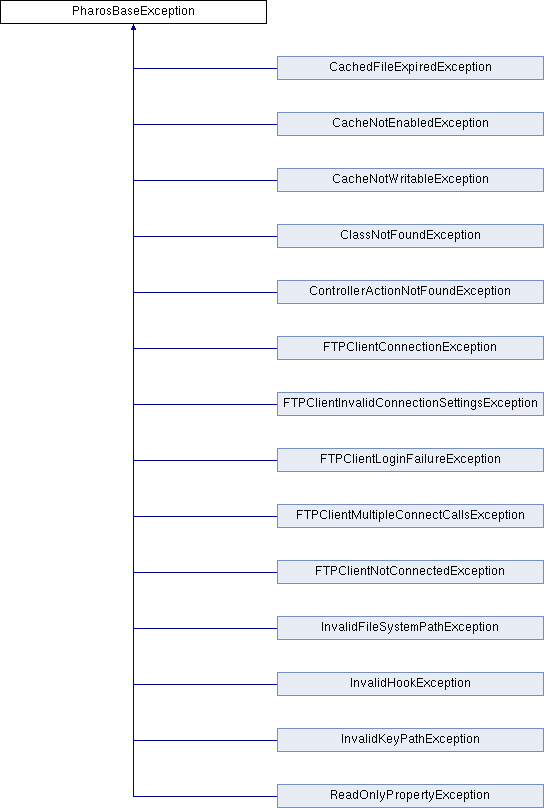 PharosBaseException
CachedFileExpiredException
CacheNotEnabledException
CacheNotWritableException
ClassNotFoundException
ControllerActionNotFoundException
FTPClientConnectionException
FTPClientInvalidConnectionSettingsException
FTPClientLoginFailureException
FTPClientMultipleConnectCallsException
FTPClientNotConnectedException
InvalidFileSystemPathException
InvalidHookException
InvalidKeyPathException
ReadOnlyPropertyException